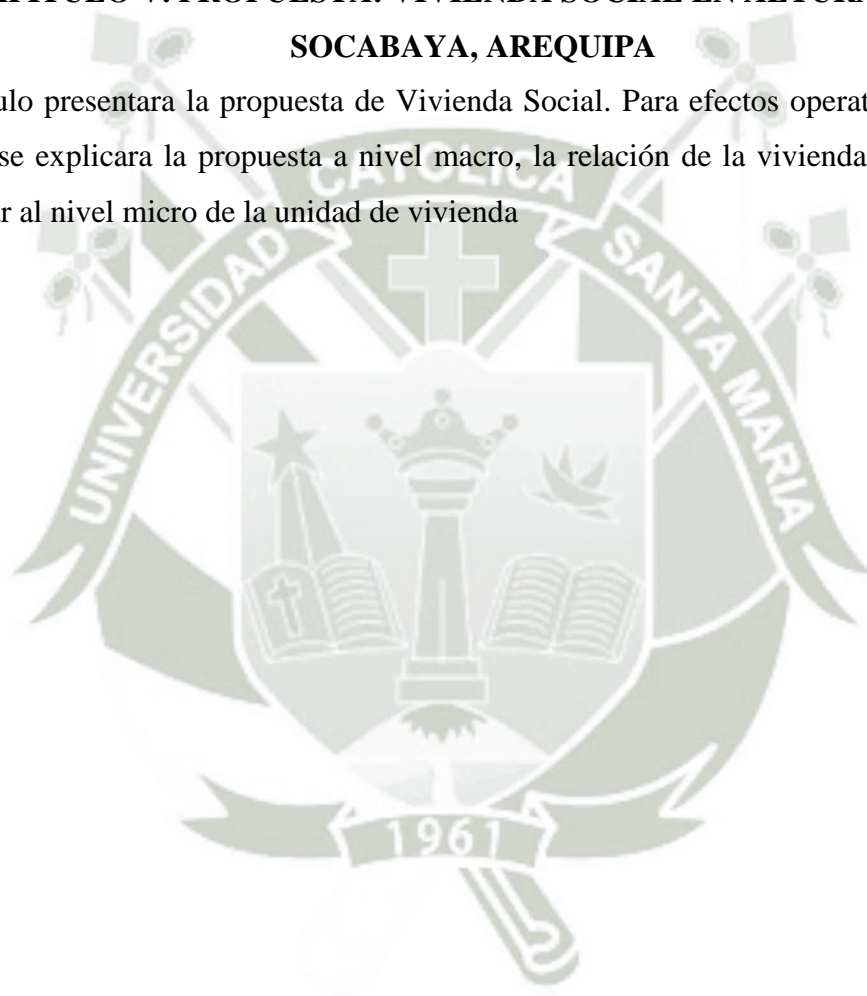 SOCABAYA, AREQUIPA
ulo presentara la propuesta de Vivienda Social. Para efectos operat
se explicara la propuesta a nivel macro, la relación de la vivienda
r al nivel micro de la unidad de vivienda
CATOLICA
UNIVERSIDAD
SANTA MARIA
1961